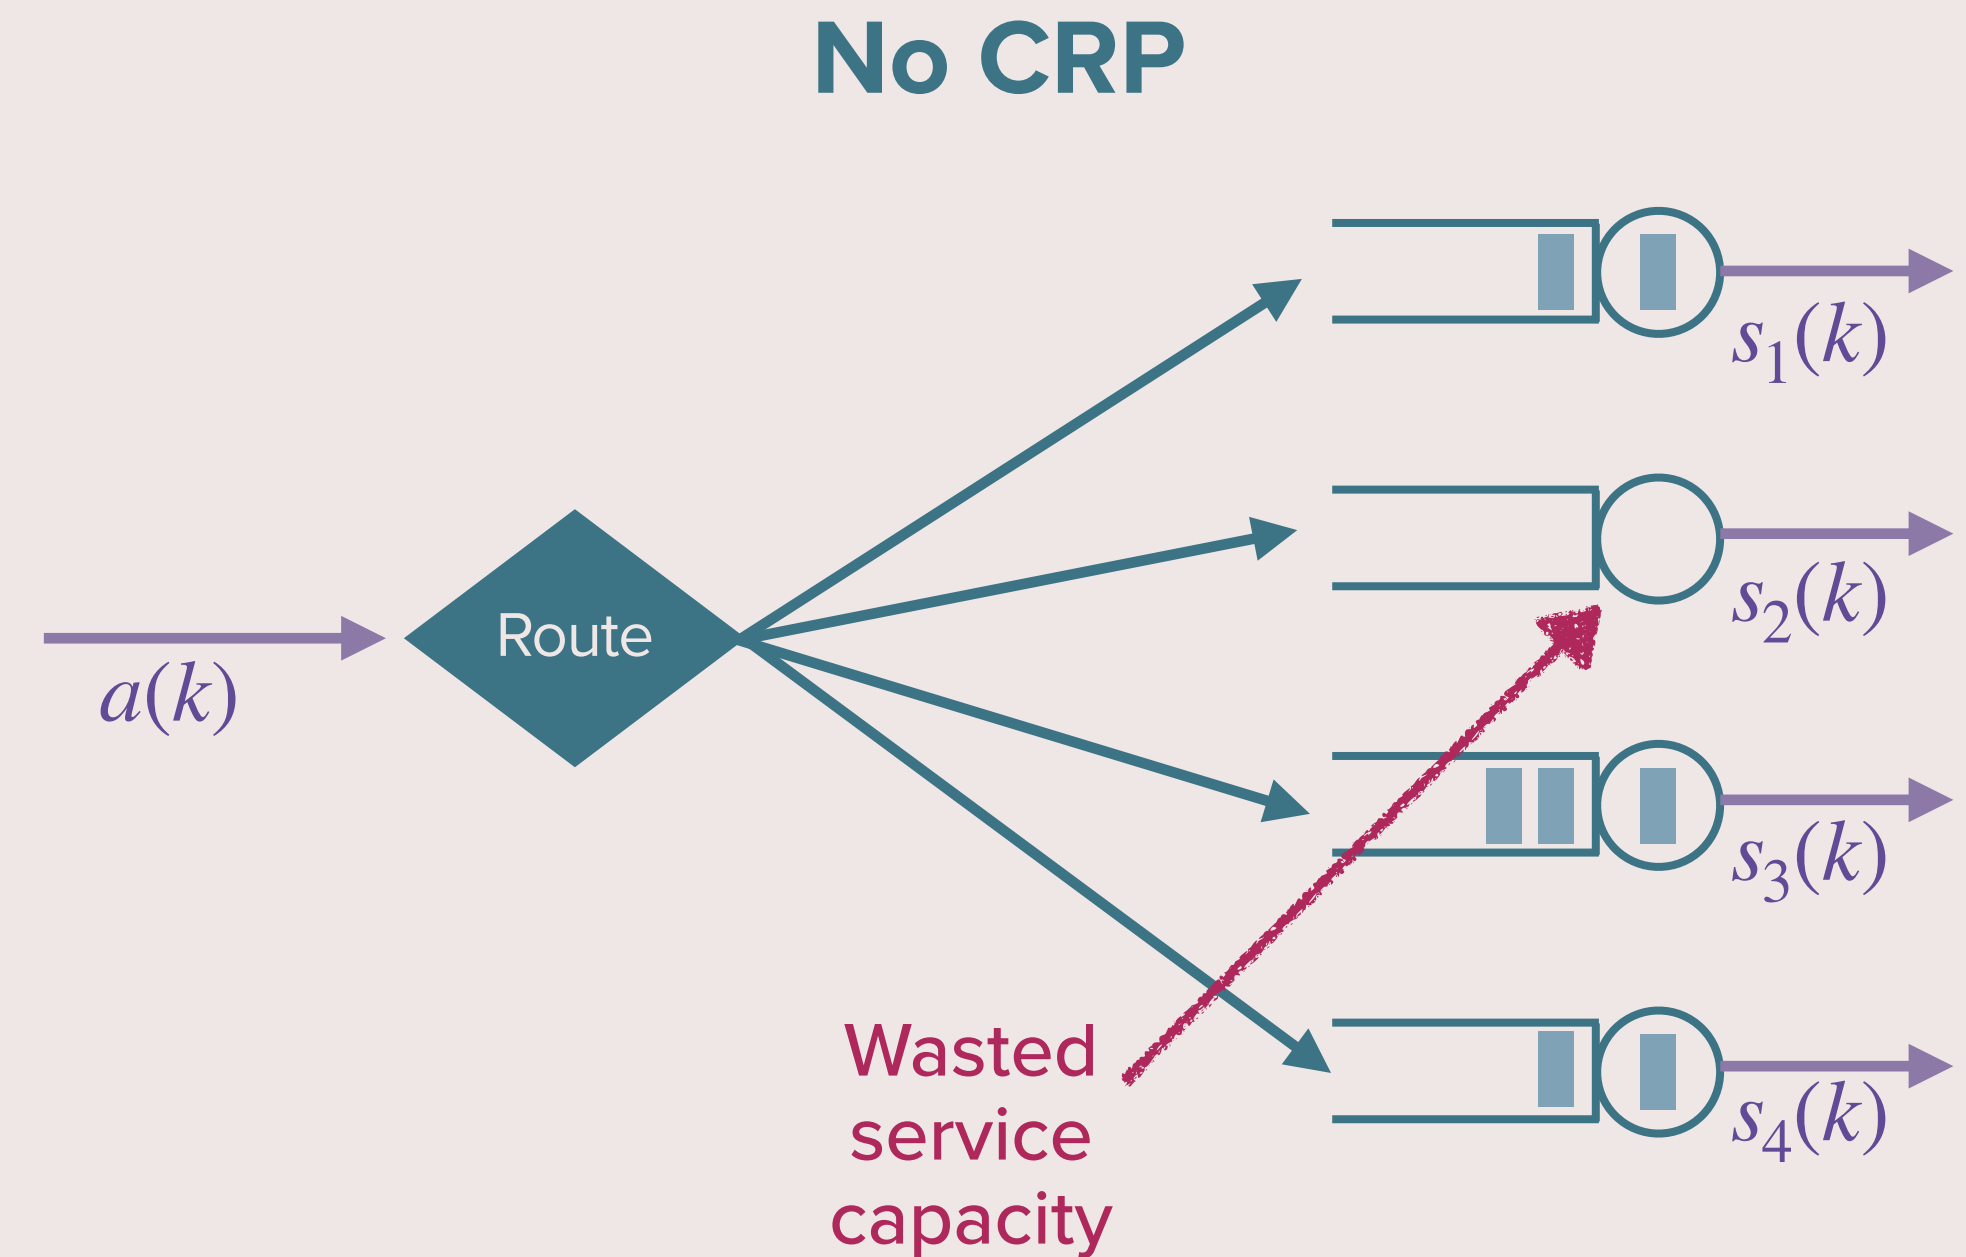 No CRP
s₁(k)
s₂(k)
Route
a(k)
s₃(k)
Wasted
service
capacity
s₄(k)